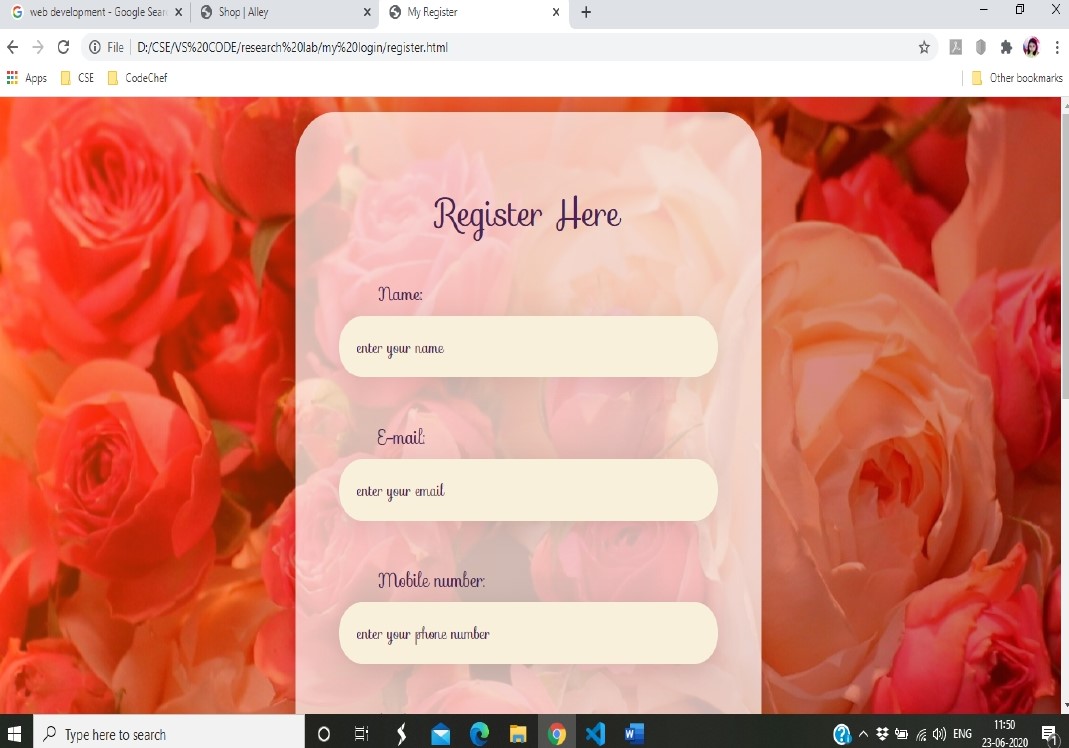 web development - Google Sear
Shop | Alley
My Register
File
D:/CSE/VS%20CODE/research%20lab/my%20login/register.html
Apps
CSE
CodeChef
Other bookmarks
Register Here
Name:
enter your name
E-mail:
enter your email
Mobile number:
enter your phone number
Type here to search
ENG
11:50
23-06-2020
1